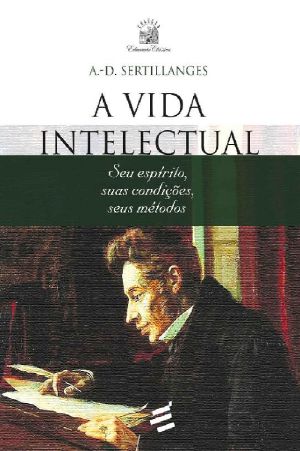 A.-D. SERTILLANGES
A VIDA
INTELECTUAL
Seu espírito,
suas condições,
seus métodos